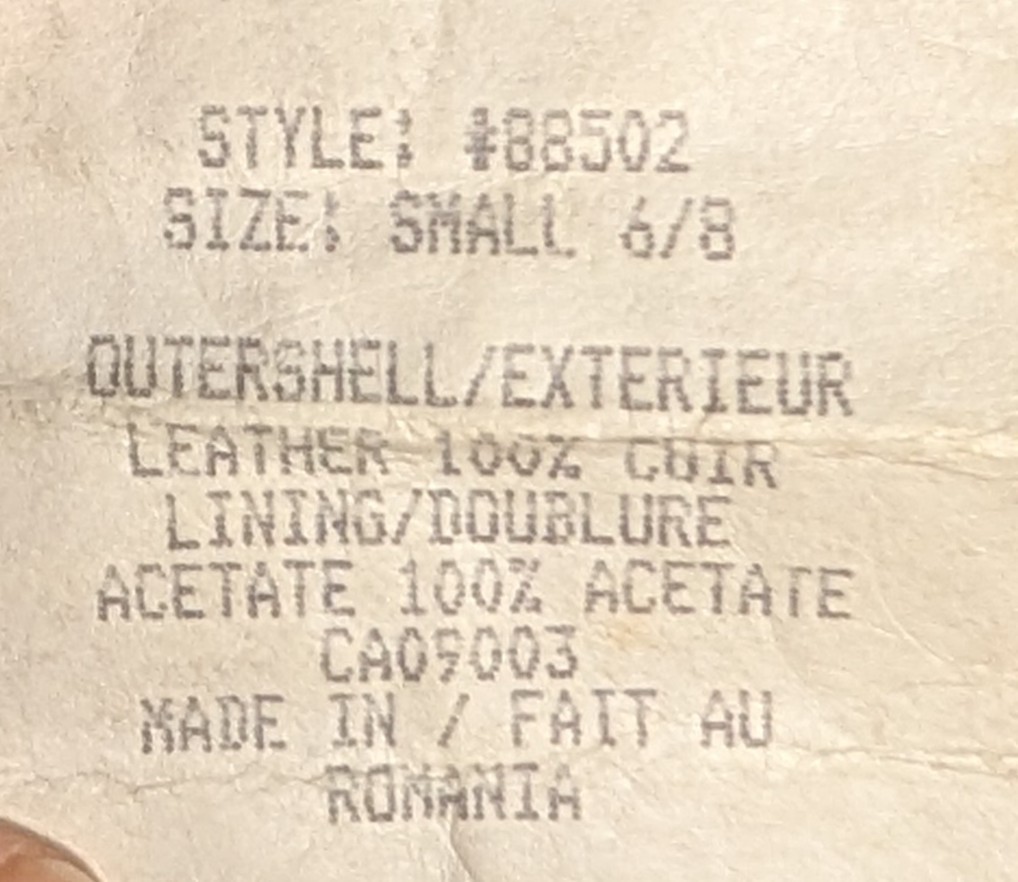 STYLE: #88502
SIZE: SMALL 6/8
OUTERSHELL/EXTERIEUR
LEATHER 100% CUIR
LINING/DOUBLURE
ACETATE 100% ACETATE
CA09003
MADE IN / FAIT AU
ROMANIA